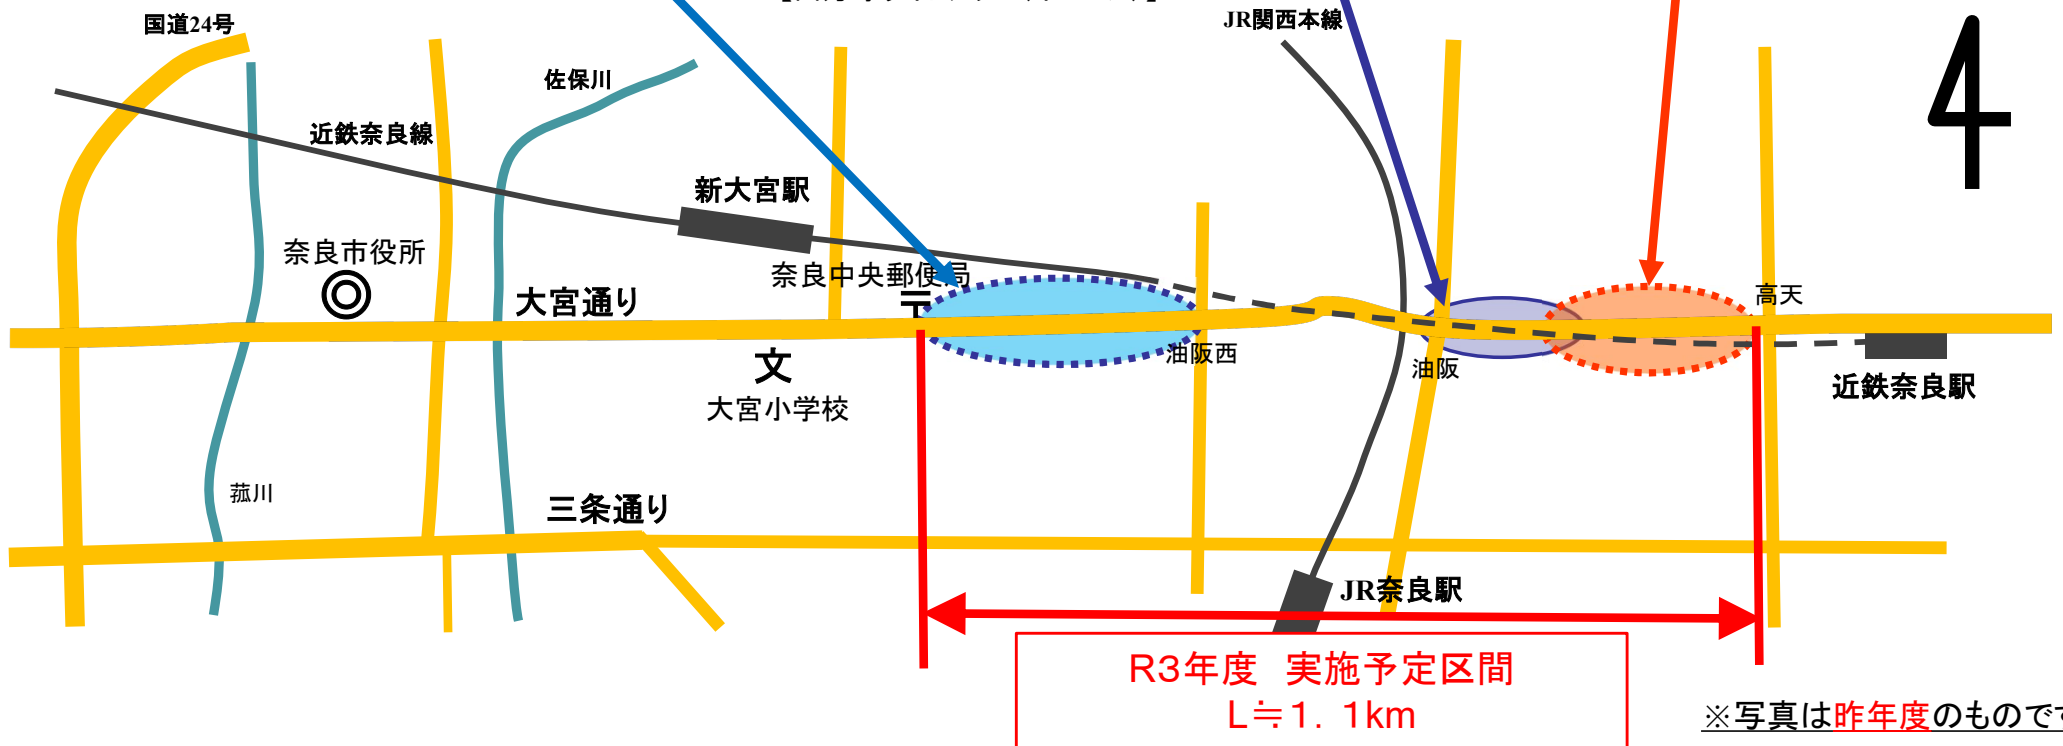 国道24号
JR関西本線
佐保川
近鉄奈良線
新大宮駅
奈良市役所
奈良中央郵便局
〒
大宮通り
高天
油阪西
油阪
文
大宮小学校
近鉄奈良駅
菰川
三条通り
JR奈良駅
R3年度 実施予定区間
L≒1．1km
※写真は昨年度のものです